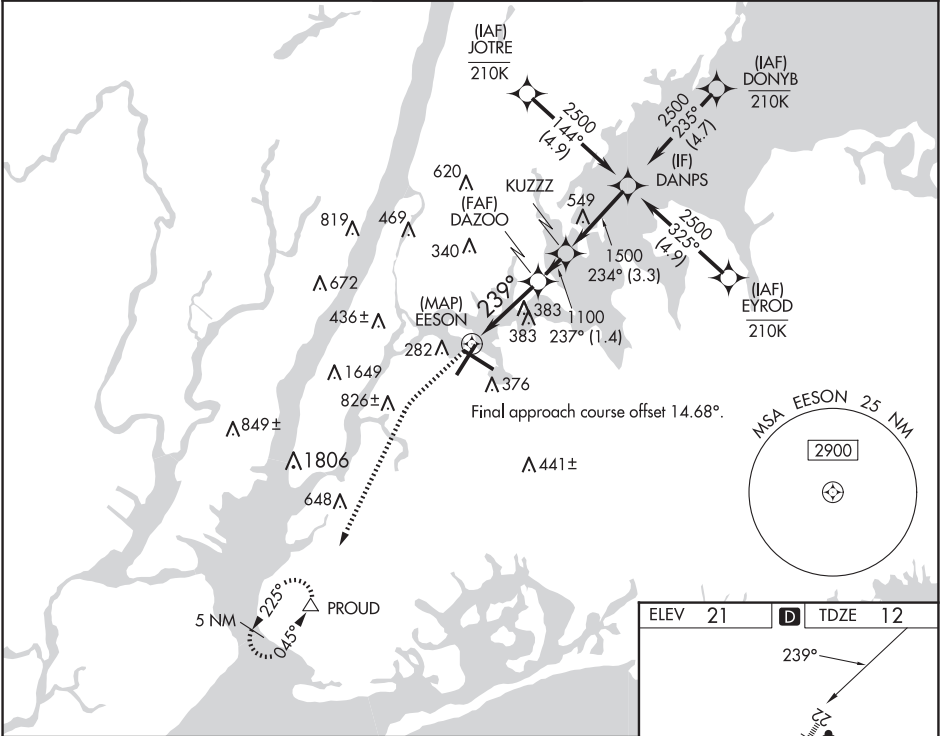 (IAF)
JOTRE
210K
(IAF)
DONYB
210K
2500
144°
(4.9)
2500
235°
(4.7)
(IF)
DANPS
620
KUZZZ
(FAF)
DAZOO
549
819
469
340
2500
325°
(4.9)
1500
234° (3.3)
672
239°
(IAF)
EYROD
210K
(MAP)
EESON
436±
383
383
1100
237° (1.4)
282
1649
376
826±
Final approach course offset 14.68°.
849±
1806
441±
648
MSA EESON 25 NM
2900
225°
PROUD
5 NM
045°
ELEV 21 D TDZE 12
239°
22